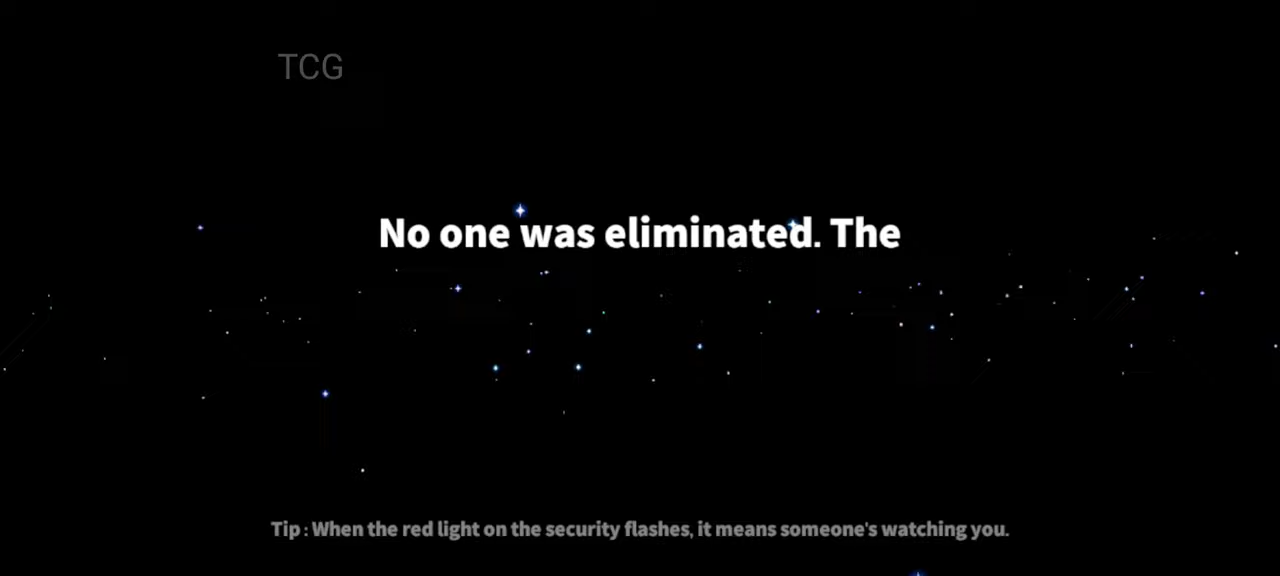 TCG
No one was eliminated. The
Tip : When the red light on the security flashes, it means someone's watching you.